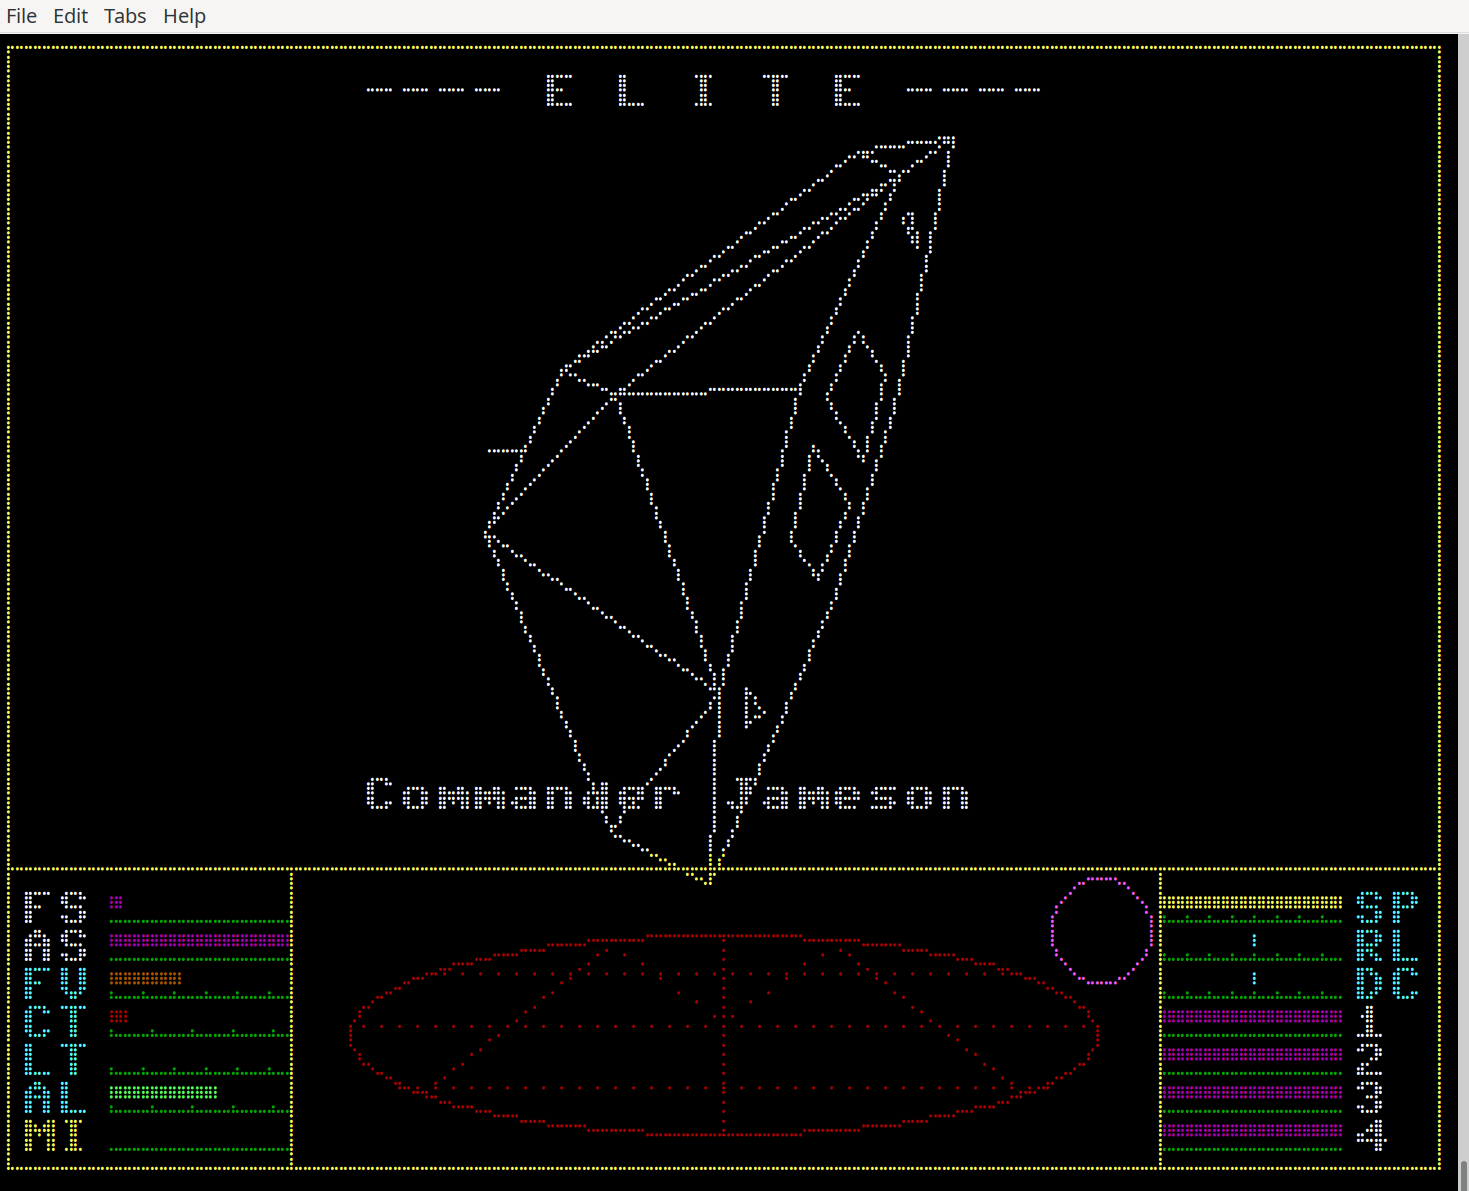 File Edit Tabs Help
---- E L I T E ----
Commander Jameson
FS SP
AS RL
FV DC
CT 1
LT 2
AL 3
MI 4